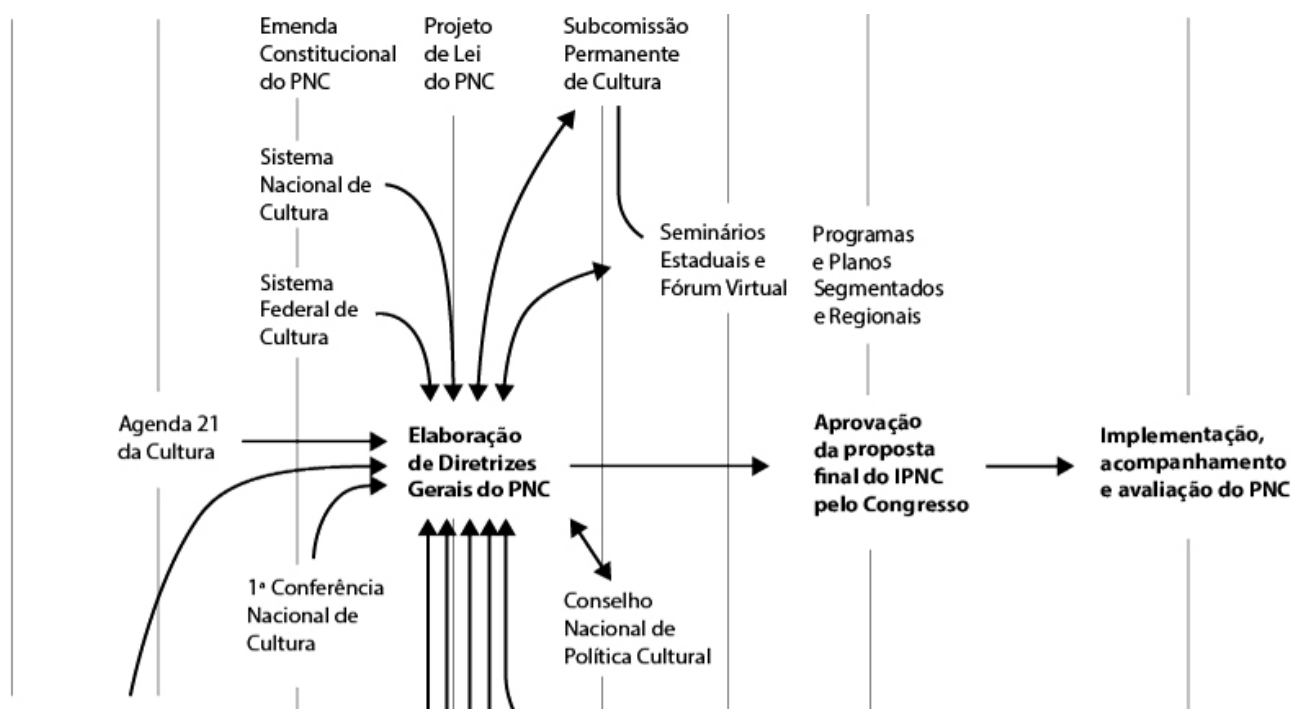 Emenda
Constitucional
do PNC
Projeto
de Lei
do PNC
Subcomissão
Permanente
de Cultura
Sistema
Nacional de
Cultura
Seminários
Estaduais e
Fórum Virtual
Programas
e Planos
Segmentados
e Regionais
Sistema
Federal de
Cultura
Agenda 21
da Cultura
Elaboração
de Diretrizes
Gerais do PNC
Aprovação
da proposta
final do IPNC
pelo Congresso
Implementação,
acompanhamento
e avaliação do PNC
1ª Conferência
Nacional de
Cultura
Conselho
Nacional de
Política Cultural